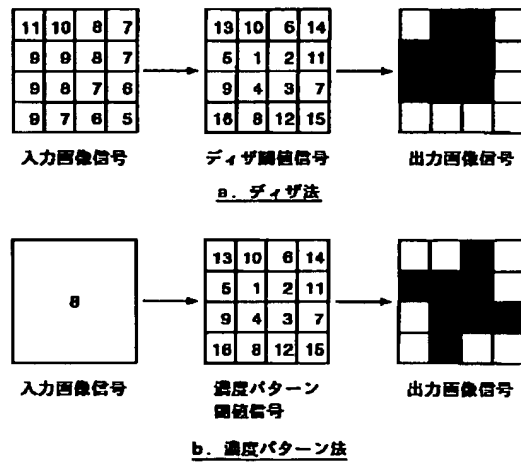 11 10 8 7
9 9 8 7
9 8 7 6
9 7 6 5
13 10 6 14
5 1 2 11
9 4 3 7
16 8 12 15
入力画像信号
ディザ閾値信号
出力画像信号
a. ディザ法
8
13 10 6 14
5 1 2 11
9 4 3 7
16 8 12 15
入力画像信号
濃度パターン
閾値信号
出力画像信号
b. 濃度パターン法